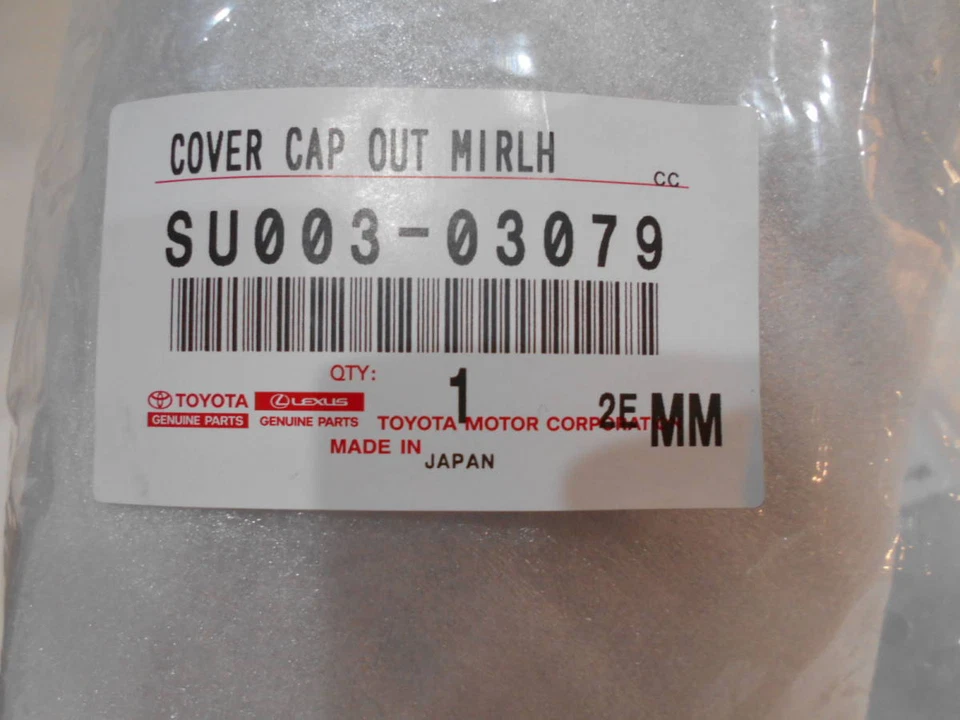 COVER CAP OUT MIRLH
CC
SU003-03079
QTY: 1
TOYOTA LEXUS
GENUINE PARTS GENUINE PARTS TOYOTA MOTOR CORPORATION 2E MM
MADE IN JAPAN